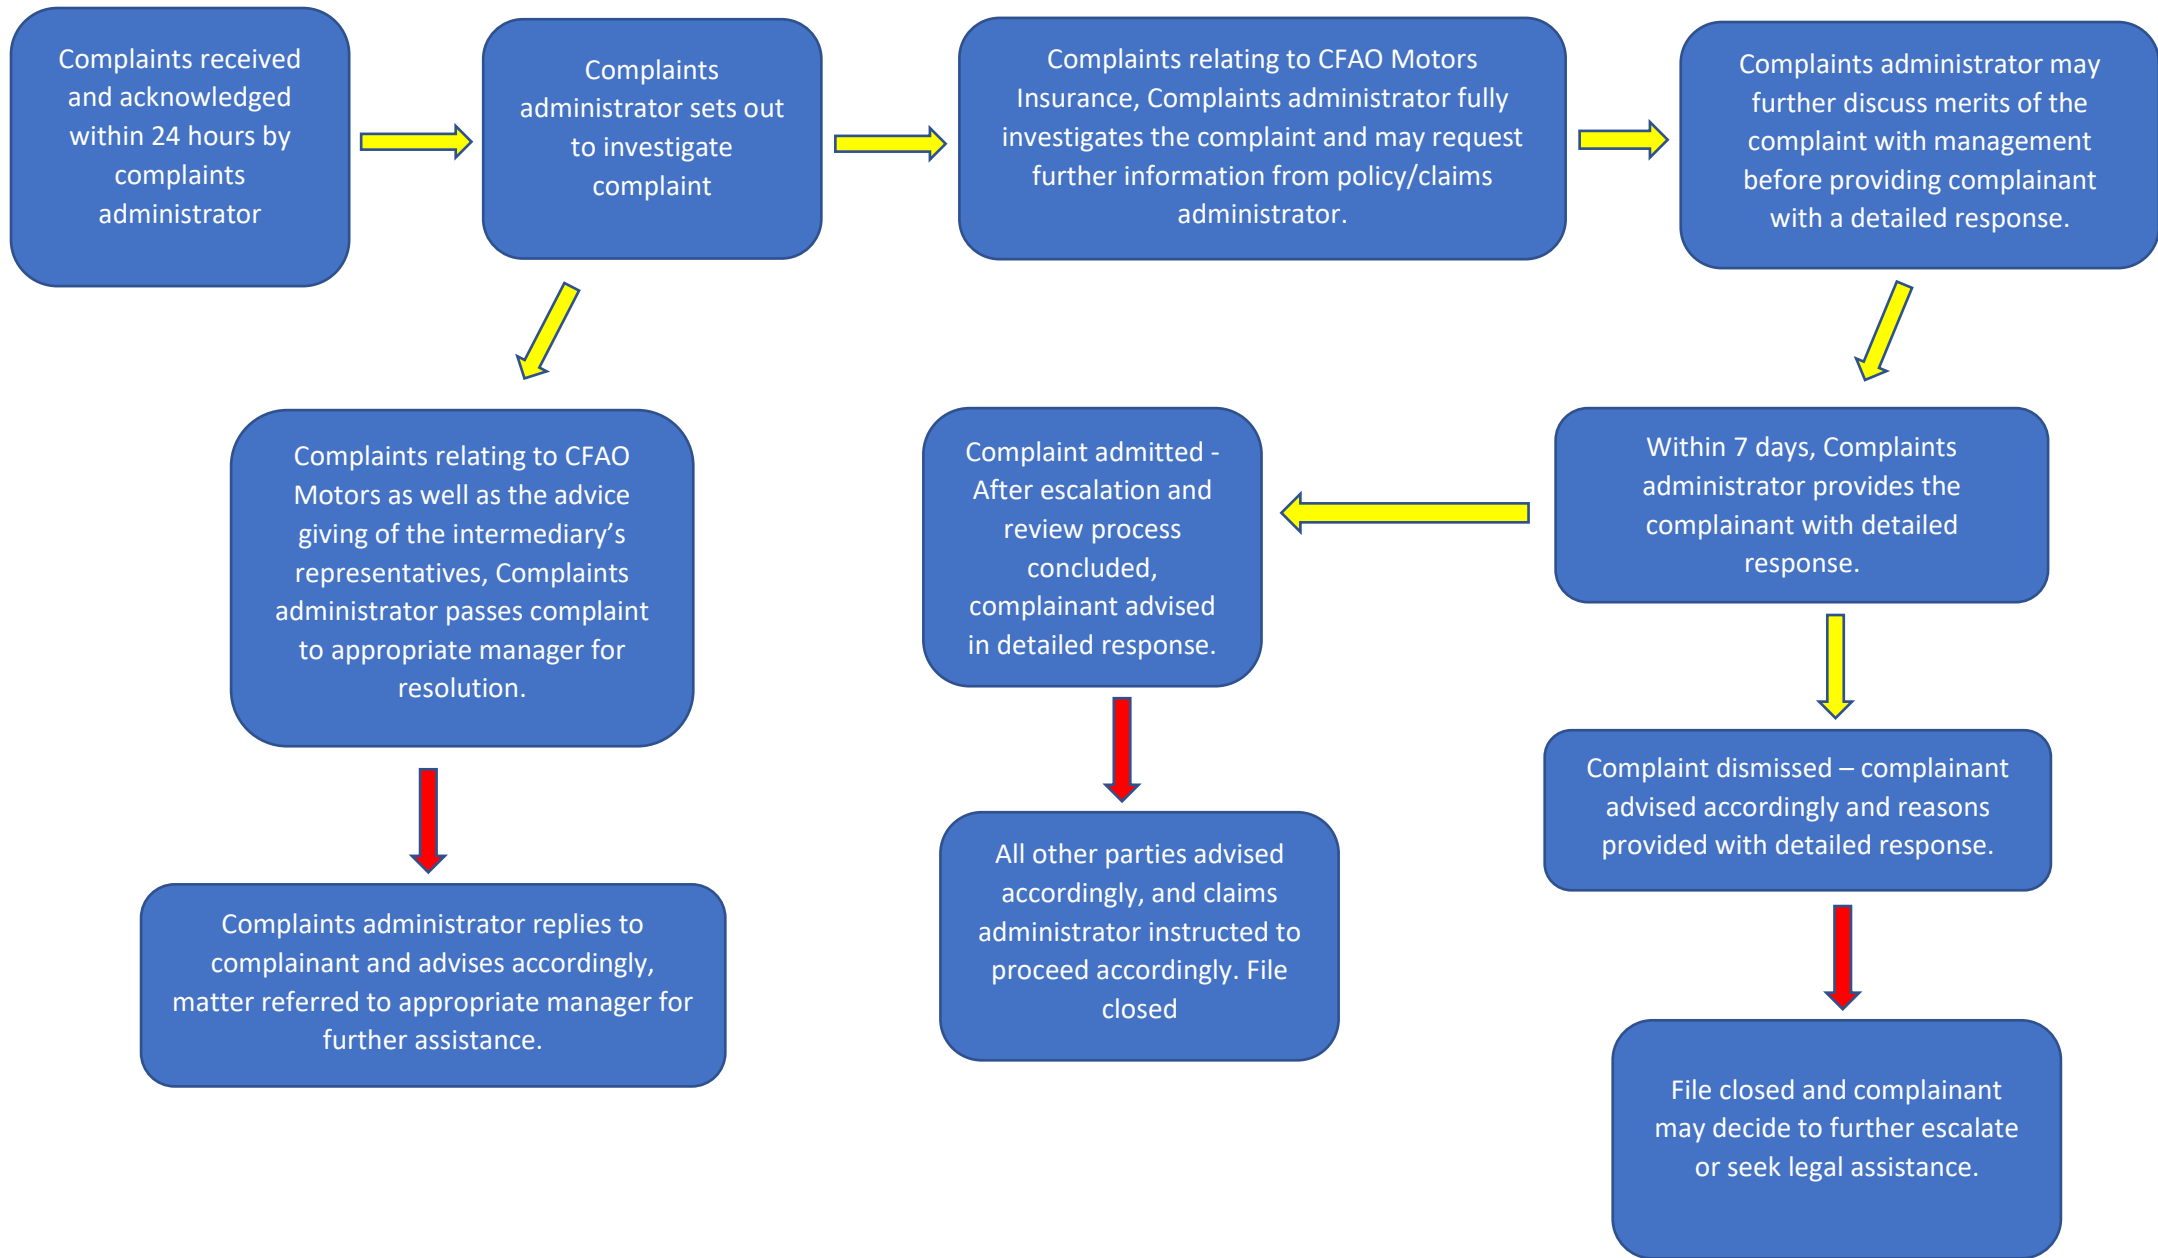 Complaints received
and acknowledged
within 24 hours by
complaints
administrator
Complaints
administrator sets out
to investigate
complaint
Complaints relating to CFAO Motors
Insurance, Complaints administrator fully
investigates the complaint and may request
further information from policy/claims
administrator.
Complaints administrator may
further discuss merits of the
complaint with management
before providing complainant
with a detailed response.
Complaints relating to CFAO
Motors as well as the advice
giving of the intermediary’s
representatives, Complaints
administrator passes complaint
to appropriate manager for
resolution.
Complaint admitted -
After escalation and
review process
concluded,
complainant advised
in detailed response.
Within 7 days, Complaints
administrator provides the
complainant with detailed
response.
Complaint dismissed – complainant
advised accordingly and reasons
provided with detailed response.
Complaints administrator replies to
complainant and advises accordingly,
matter referred to appropriate manager for
further assistance.
All other parties advised
accordingly, and claims
administrator instructed to
proceed accordingly. File
closed
File closed and complainant
may decide to further escalate
or seek legal assistance.